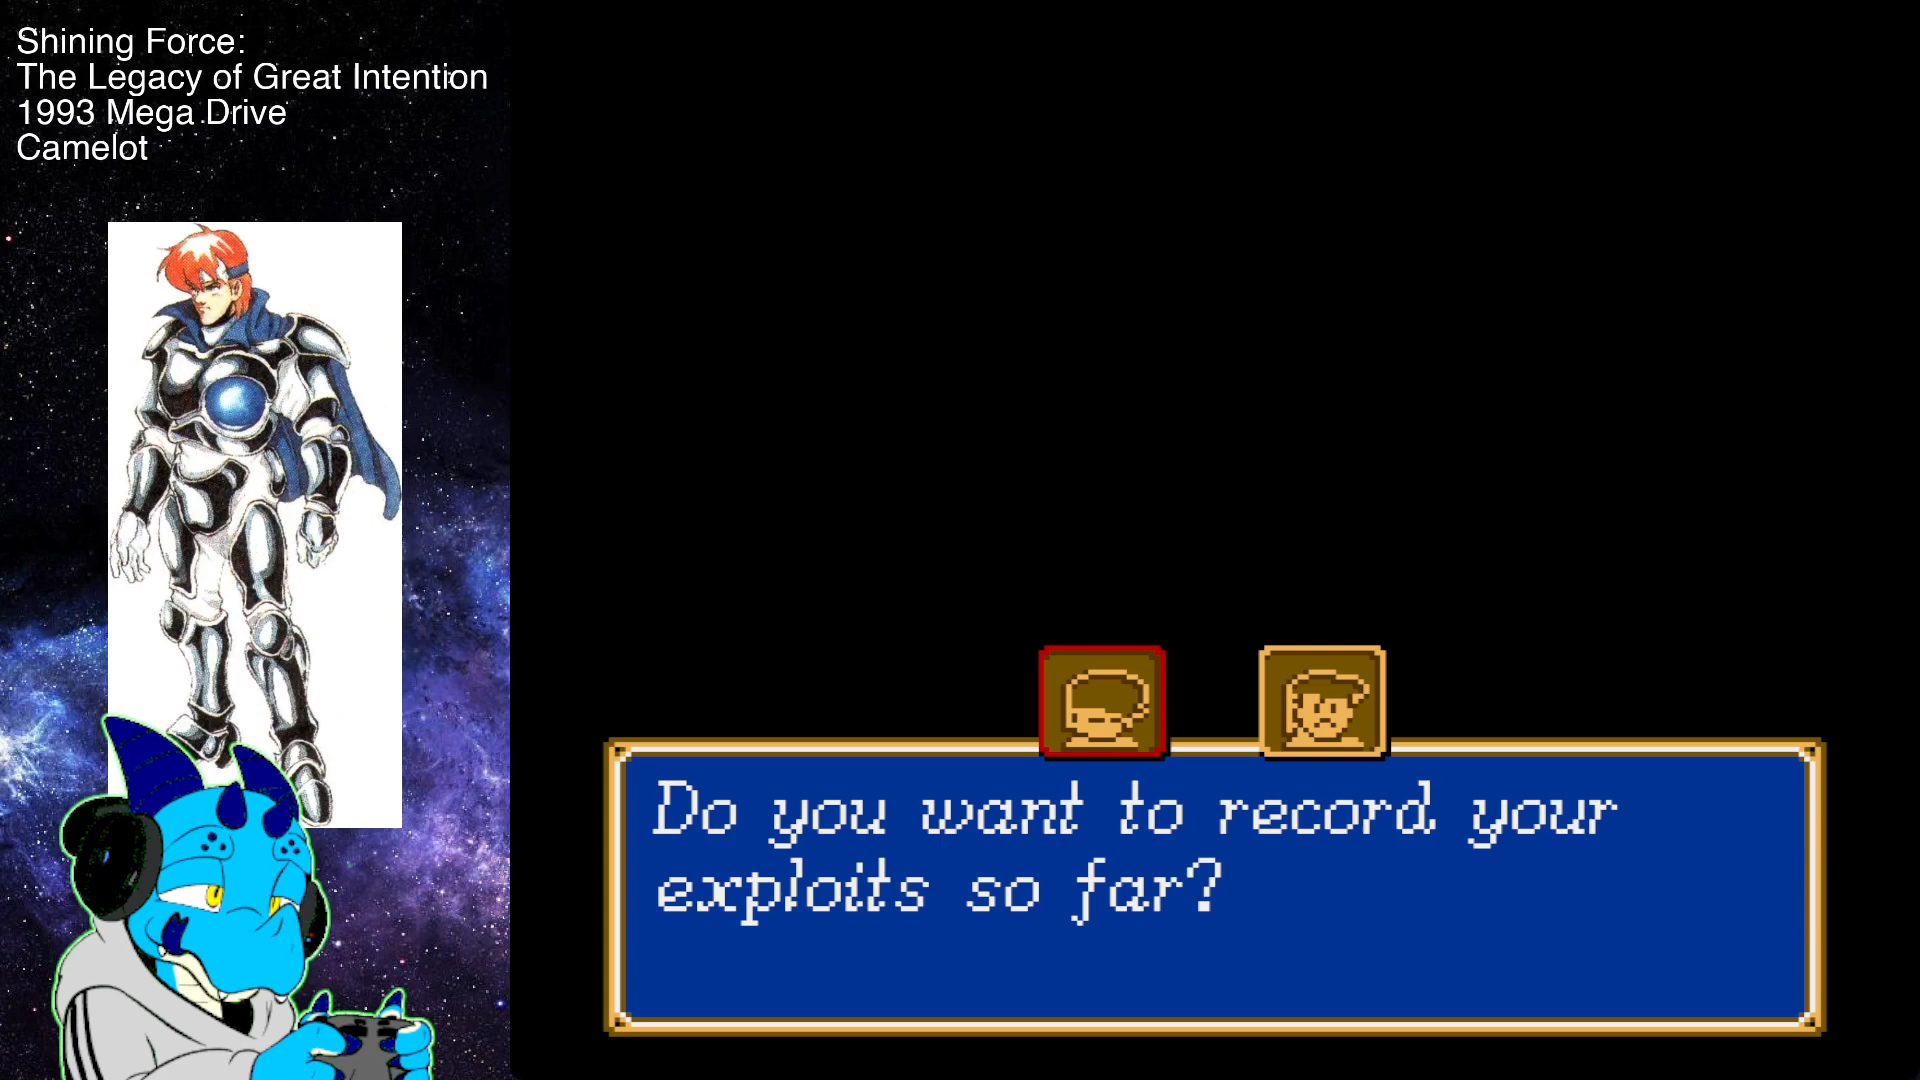 Shining Force:
The Legacy of Great Intention
1993 Mega Drive
Camelot
Do you want to record your
exploits so far?